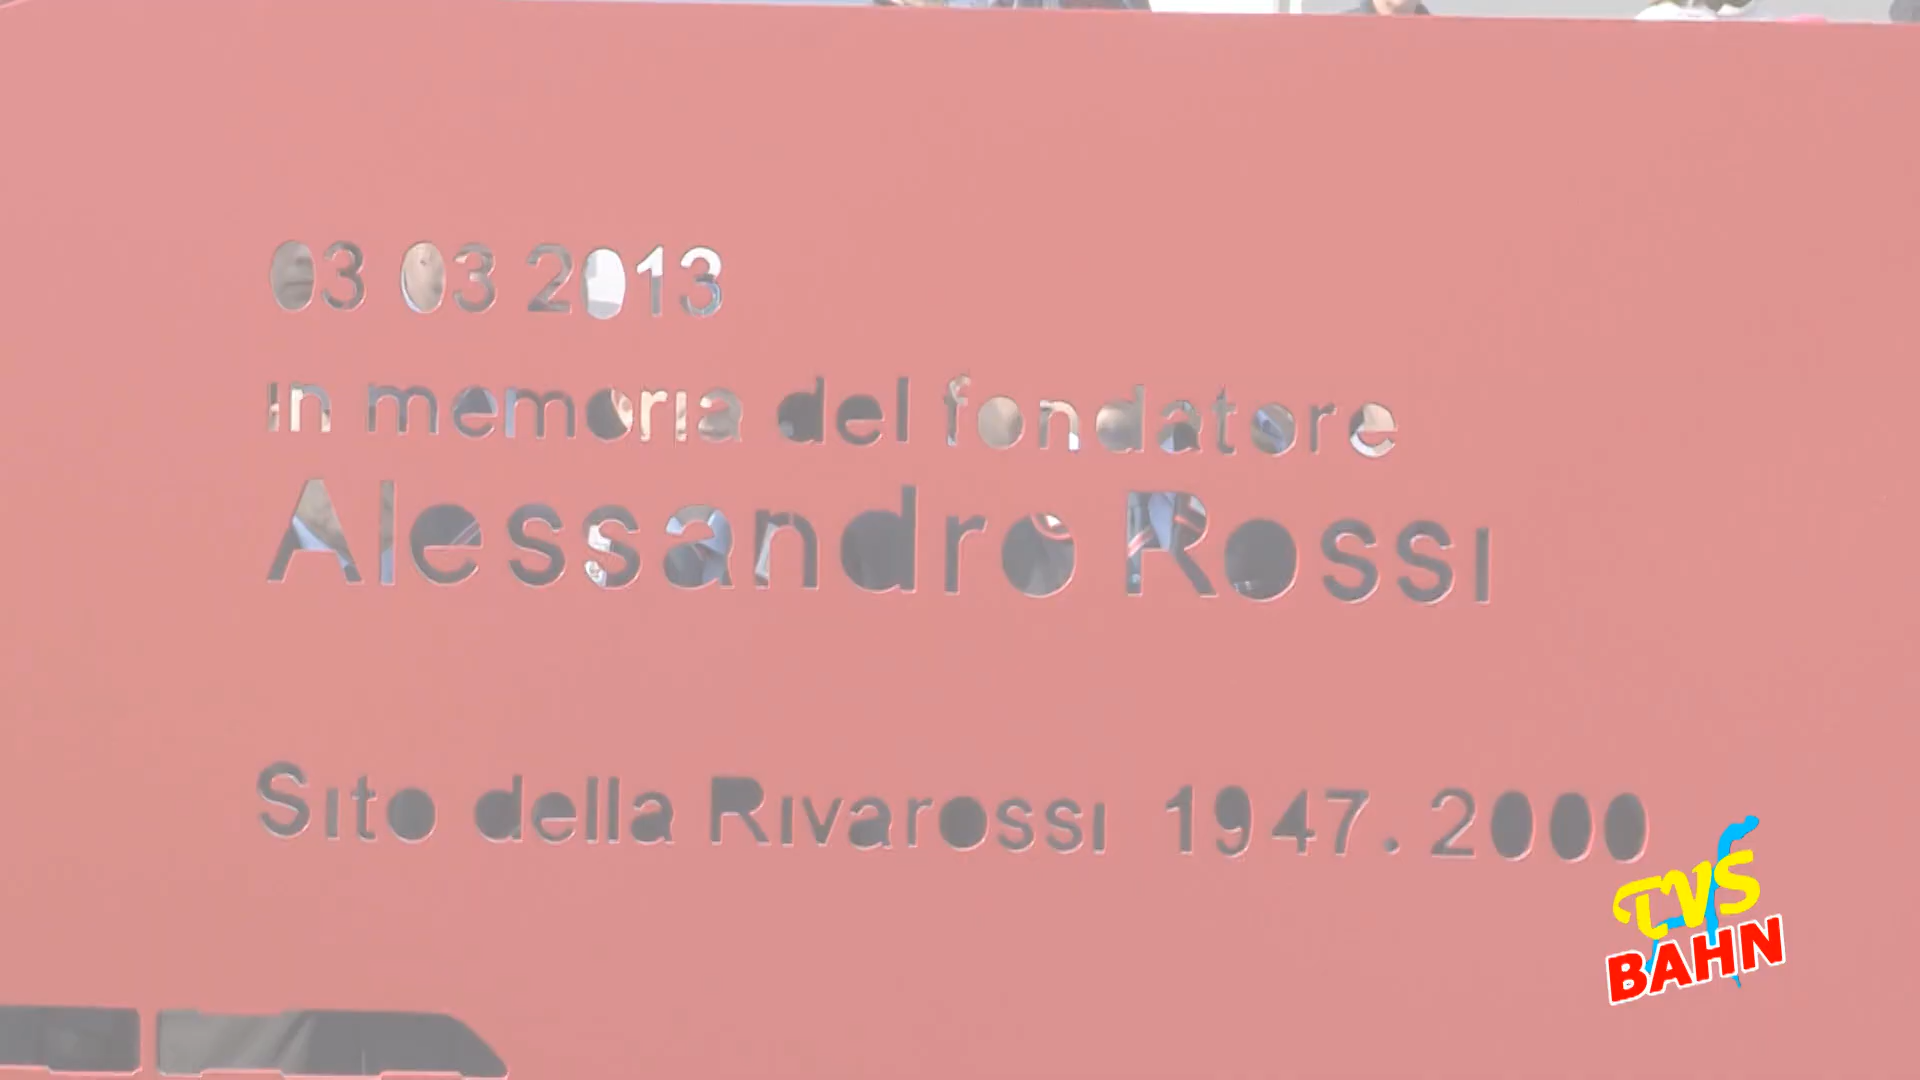 03 03 2013
In memoria del fondatore
Alessandro Rossi
Sito della Rivarossi 1947.2000
TVS
BAHN